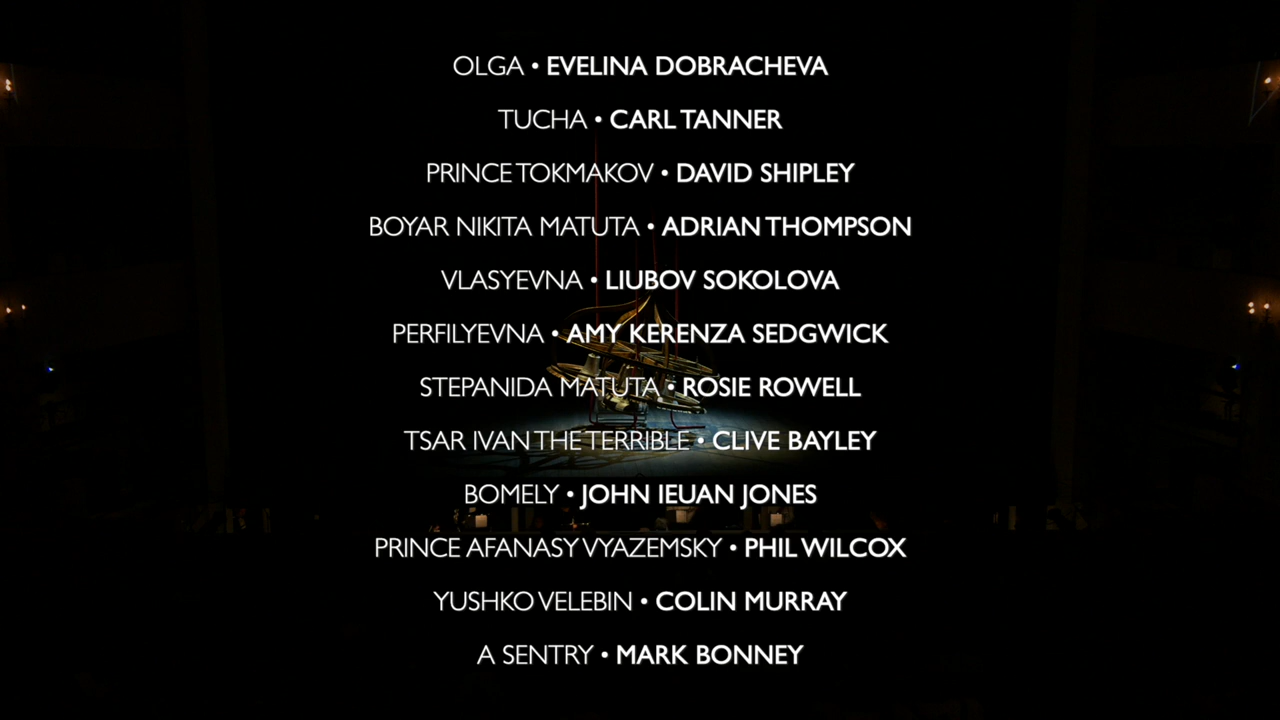 OLGA • EVELINA DOBRACHEVA
TUCHA • CARL TANNER
PRINCE TOKMAKOV • DAVID SHIPLEY
BOYAR NIKITA MATUTA • ADRIAN THOMPSON
VLASYEVNA • LIUBOV SOKOLOVA
PERFILYEVNA • AMY KERENZA SEDGWICK
STEPANIDA MATUTA • ROSIE ROWELL
TSAR IVAN THE TERRIBLE • CLIVE BAYLEY
BOMELY • JOHN IEUAN JONES
PRINCE AFANASY VYAZEMSKY • PHIL WILCOX
YUSHKO VELEBIN • COLIN MURRAY
A SENTRY • MARK BONNEY